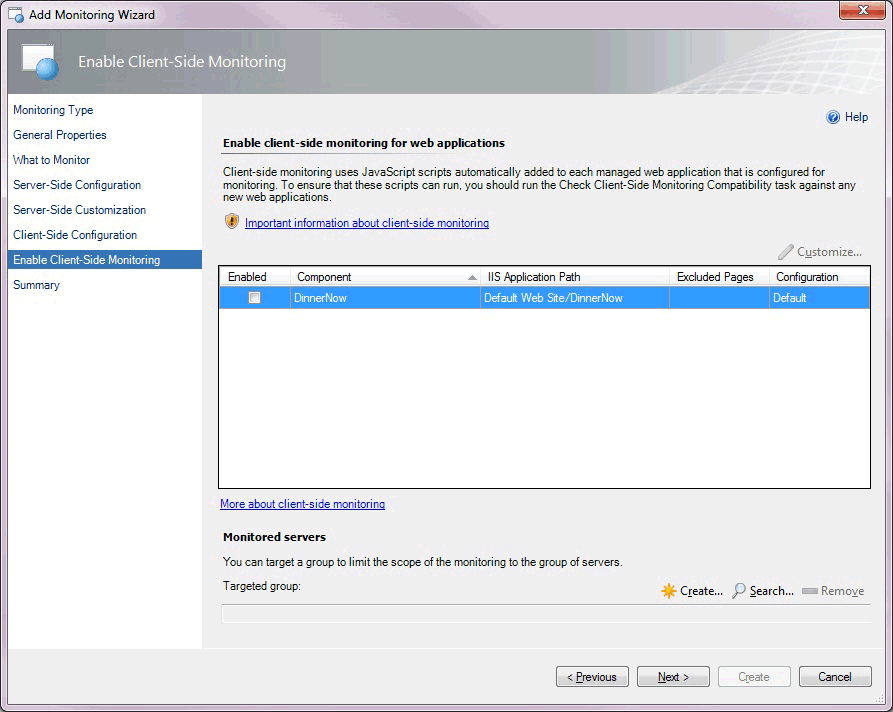 Add Monitoring Wizard
Enable Client-Side Monitoring
Monitoring Type
General Properties
What to Monitor
Server-Side Configuration
Server-Side Customization
Client-Side Configuration
Enable Client-Side Monitoring
Summary
Help
Enable client-side monitoring for web applications
Client-side monitoring uses JavaScript scripts automatically added to each managed web application that is configured for
monitoring. To ensure that these scripts can run, you should run the Check Client-Side Monitoring Compatibility task against any
new web applications.
Important information about client-side monitoring
Customize...
Enabled Component IIS Application Path Excluded Pages Configuration
DinnerNow Default Web Site/DinnerNow Default
More about client-side monitoring
Monitored servers
You can target a group to limit the scope of the monitoring to the group of servers.
Targeted group:
Create... Search... Remove
< Previous Next > Create Cancel